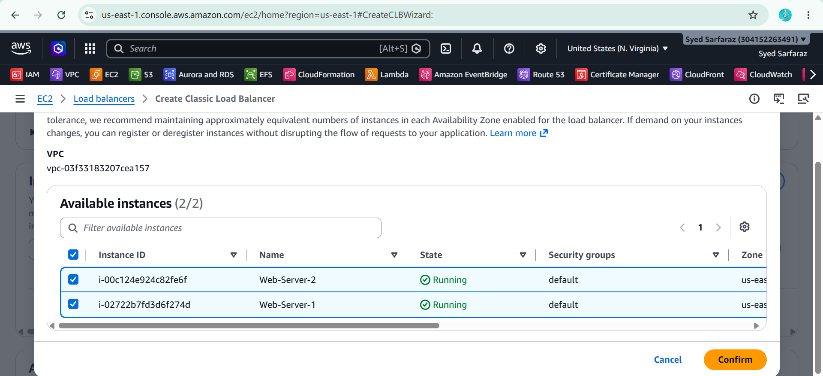 us-east-1.console.aws.amazon.com/ec2/home?region=us-east-1#CreateCLBWizard:
aws
Search
[Alt+S]
United States (N. Virginia)
Syed Sarfaraz (304152263491)
Syed Sarfaraz
IAM
VPC
EC2
S3
Aurora and RDS
EFS
CloudFormation
Lambda
Amazon EventBridge
Route 53
Certificate Manager
CloudFront
CloudWatch
EC2
Load balancers
Create Classic Load Balancer
tolerance, we recommend maintaining approximately equivalent numbers of instances in each Availability Zone enabled for the load balancer. If demand on your instances
changes, you can register or deregister instances without disrupting the flow of requests to your application. Learn more
VPC
vpc-03f33183207cea157
Available instances (2/2)
Filter available instances
1
Instance ID Name State Security groups Zone
i-00c124e924c82fe6f Web-Server-2 Running default us-eas
i-02722b7fd3d6f274d Web-Server-1 Running default us-eas
Cancel
Confirm